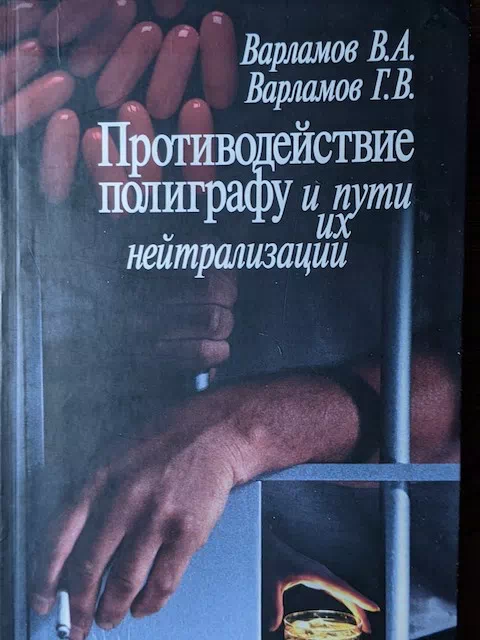 Варламов В.А.
Варламов Г.В.
Противодействие
полиграфу и пути
их
нейтрализации